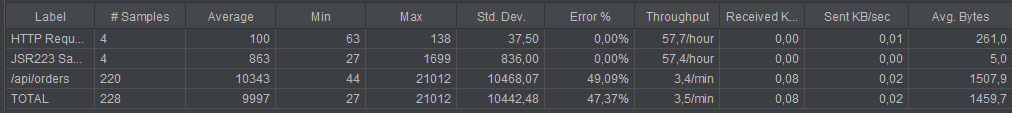 Label # Samples Average Min Max Std. Dev. Error % Throughput Received K... Sent KB/sec Avg. Bytes
HTTP Requ... 4 100 63 138 37,50 0,00% 57,7/hour 0,00 0,01 261,0
JSR223 Sa... 4 863 27 1699 836,00 0,00% 57,4/hour 0,00 0,00 5,0
/api/orders 220 10343 44 21012 10468,07 49,09% 3,4/min 0,08 0,02 1507,9
TOTAL 228 9997 27 21012 10442,48 47,37% 3,5/min 0,08 0,02 1459,7